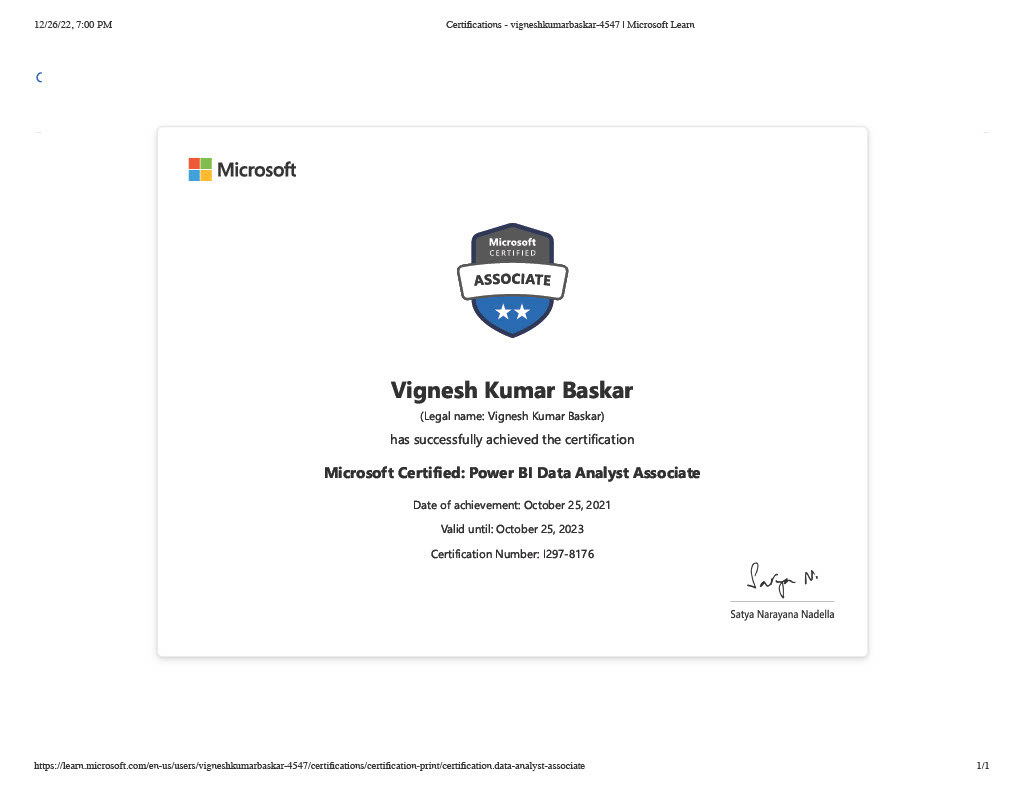 12/26/22, 7:00 PM
Certifications - vigneshkumarbaskar-4547 | Microsoft Learn
C
Microsoft
Microsoft
CERTIFIED
ASSOCIATE
Vignesh Kumar Baskar
(Legal name: Vignesh Kumar Baskar)
has successfully achieved the certification
Microsoft Certified: Power BI Data Analyst Associate
Date of achievement: October 25, 2021
Valid until: October 25, 2023
Certification Number: I297-8176
Satya N.
Satya Narayana Nadella
https://learn.microsoft.com/en-us/users/vigneshkumarbaskar-4547/certifications/certification-print/certification.data-analyst-associate
1/1